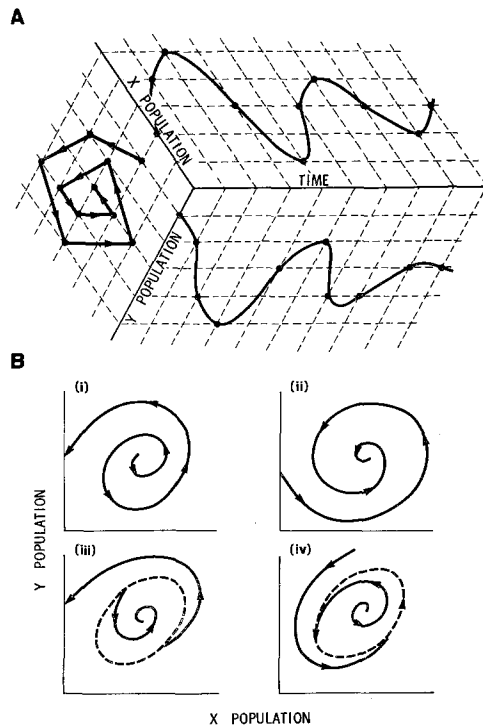 A
X POPULATION
TIME
Y POPULATION
B
(i)
(ii)
Y POPULATION
(iii)
(iv)
X POPULATION